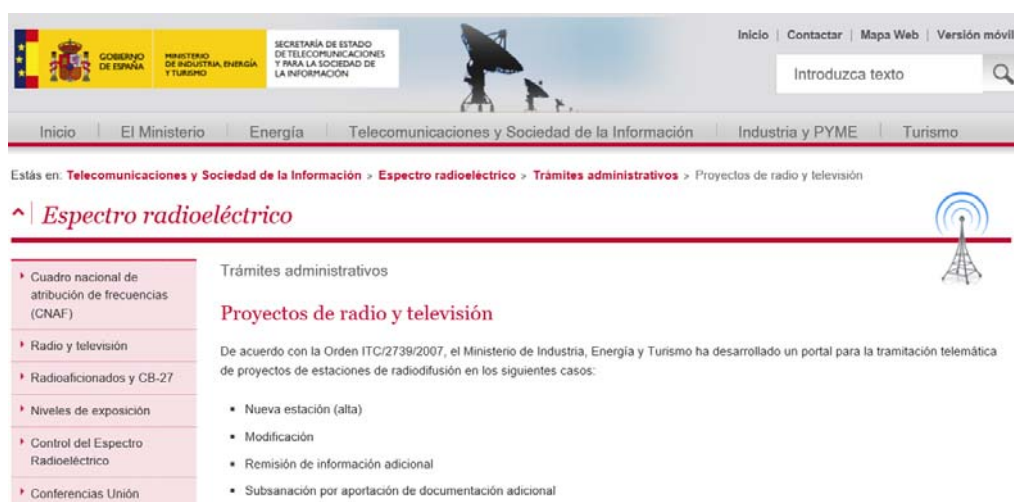 GOBIERNO
DE ESPAÑA
MINISTERIO
DE INDUSTRIA, ENERGÍA
Y TURISMO
SECRETARÍA DE ESTADO
DE TELECOMUNICACIONES
Y PARA LA SOCIEDAD DE
LA INFORMACIÓN
Inicio | Contactar | Mapa Web | Versión móvil
Introduzca texto
Inicio | El Ministerio | Energía | Telecomunicaciones y Sociedad de la Información | Industria y PYME | Turismo
Estás en: Telecomunicaciones y Sociedad de la Información > Espectro radioeléctrico > Trámites administrativos > Proyectos de radio y televisión
Espectro radioeléctrico
Cuadro nacional de
atribución de frecuencias
(CNAF)
Radio y televisión
Radioaficionados y CB-27
Niveles de exposición
Control del Espectro
Radioeléctrico
Conferencias Unión
Trámites administrativos
Proyectos de radio y televisión
De acuerdo con la Orden ITC/2739/2007, el Ministerio de Industria, Energía y Turismo ha desarrollado un portal para la tramitación telemática
de proyectos de estaciones de radiodifusión en los siguientes casos:
▪ Nueva estación (alta)
▪ Modificación
▪ Remisión de información adicional
▪ Subsanación por aportación de documentación adicional